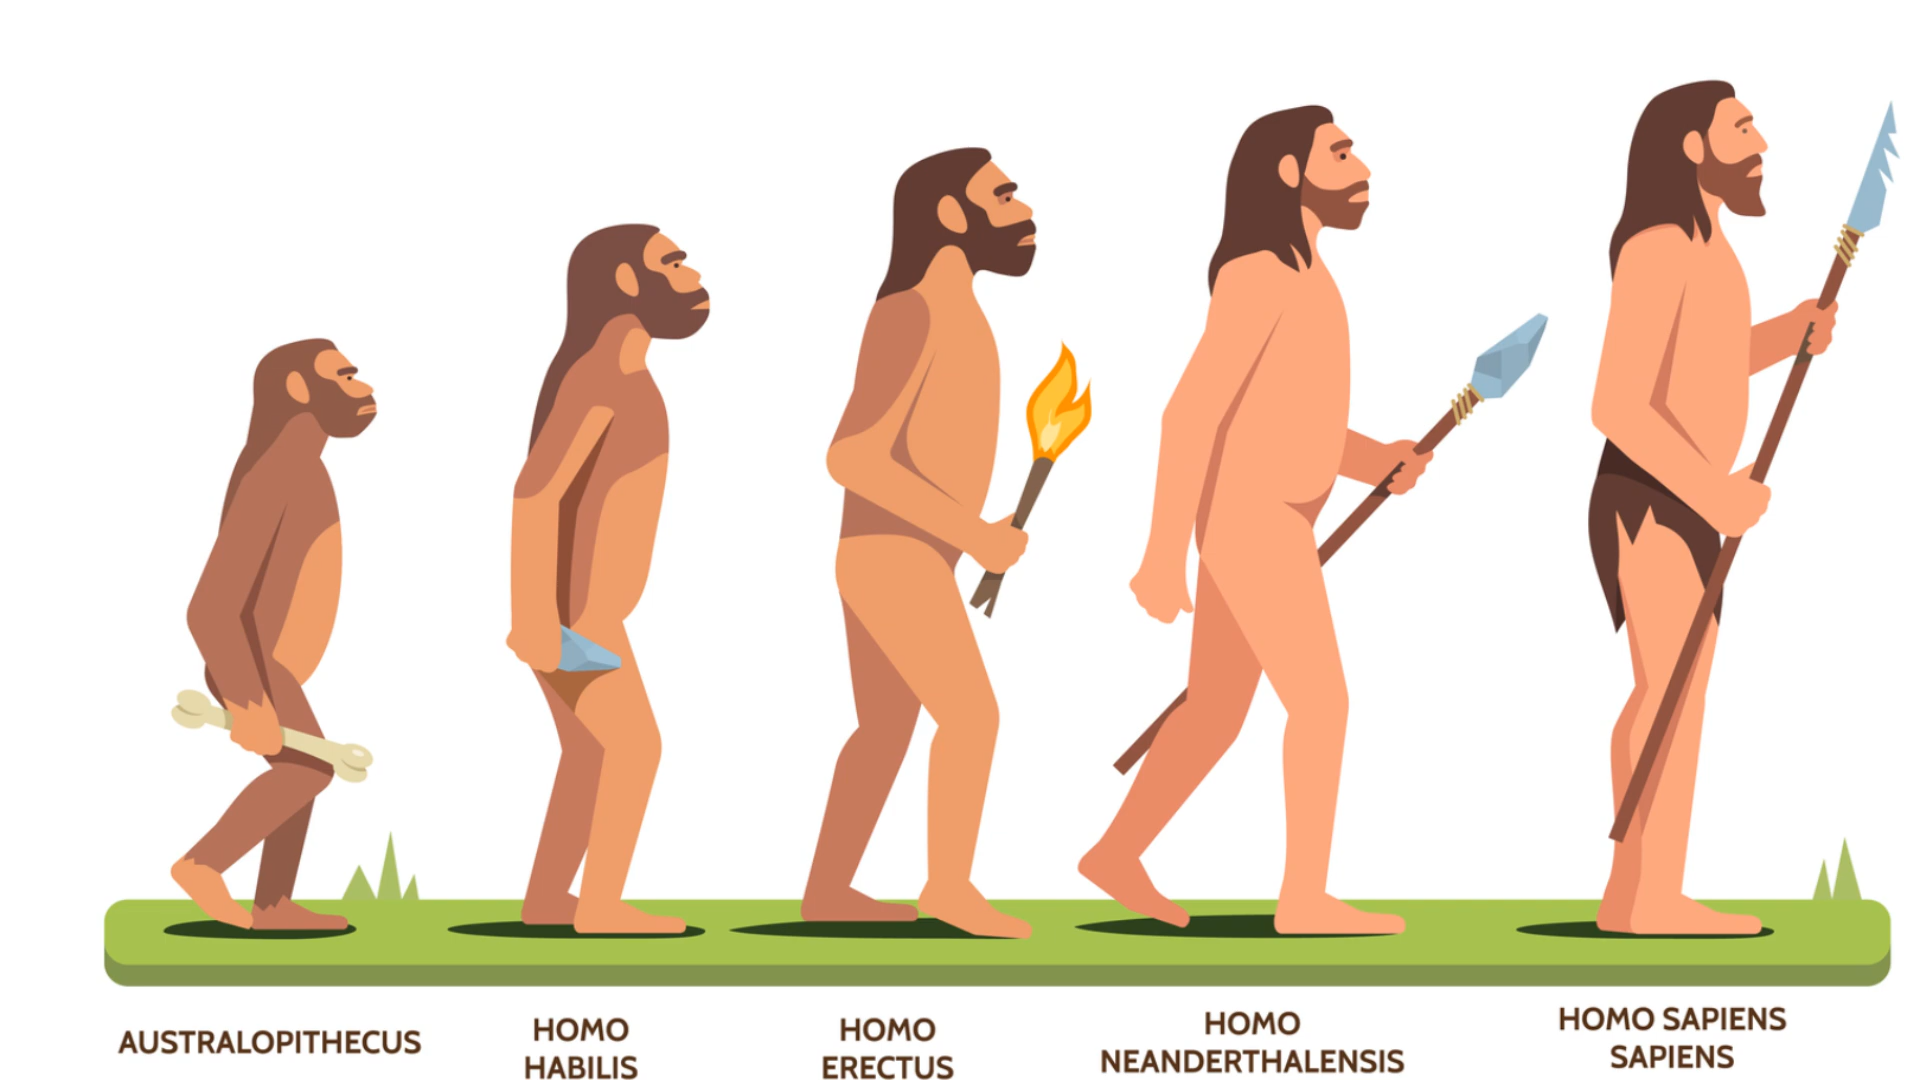 AUSTRALOPITHECUS
HOMO
HABILIS
HOMO
ERECTUS
HOMO
NEANDERTHALENSIS
HOMO SAPIENS
SAPIENS